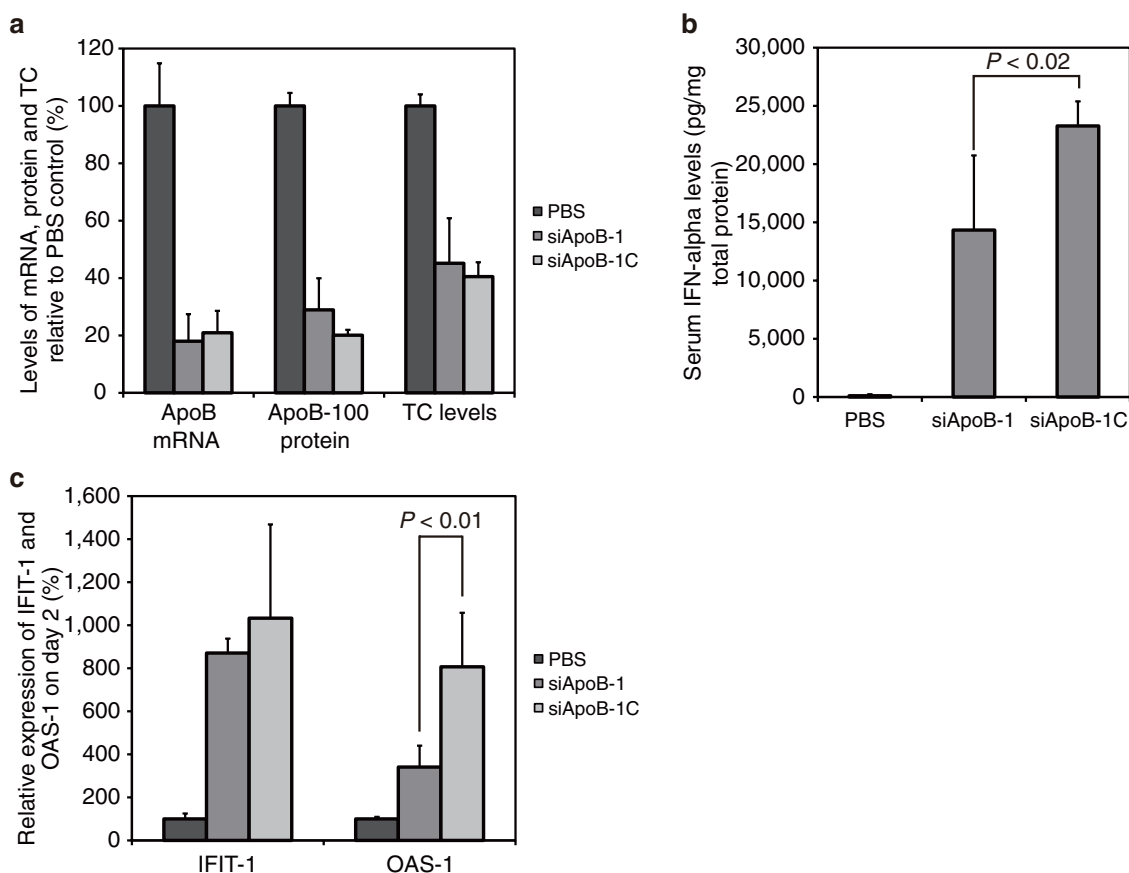 a
Levels of mRNA, protein and TC
relative to PBS control (%)
120
100
80
60
40
20
0
ApoB
mRNA
ApoB-100
protein
TC levels
PBS
siApoB-1
siApoB-1C
b
Serum IFN-alpha levels (pg/mg
total protein)
30,000
25,000
20,000
15,000
10,000
5,000
0
P < 0.02
PBS
siApoB-1
siApoB-1C
c
Relative expression of IFIT-1 and
OAS-1 on day 2 (%)
1,600
1,400
1,200
1,000
800
600
400
200
0
P < 0.01
IFIT-1
OAS-1
PBS
siApoB-1
siApoB-1C